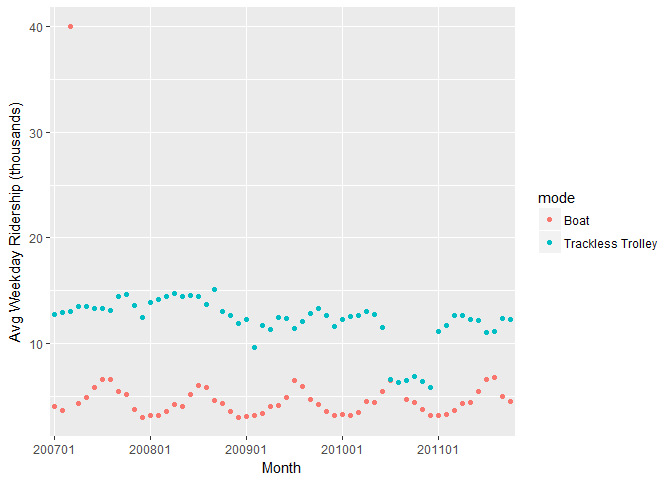 40
30
20
10
Avg Weekday Ridership (thousands)
200701 200801 200901 201001 201101
Month
mode
Boat
Trackless Trolley